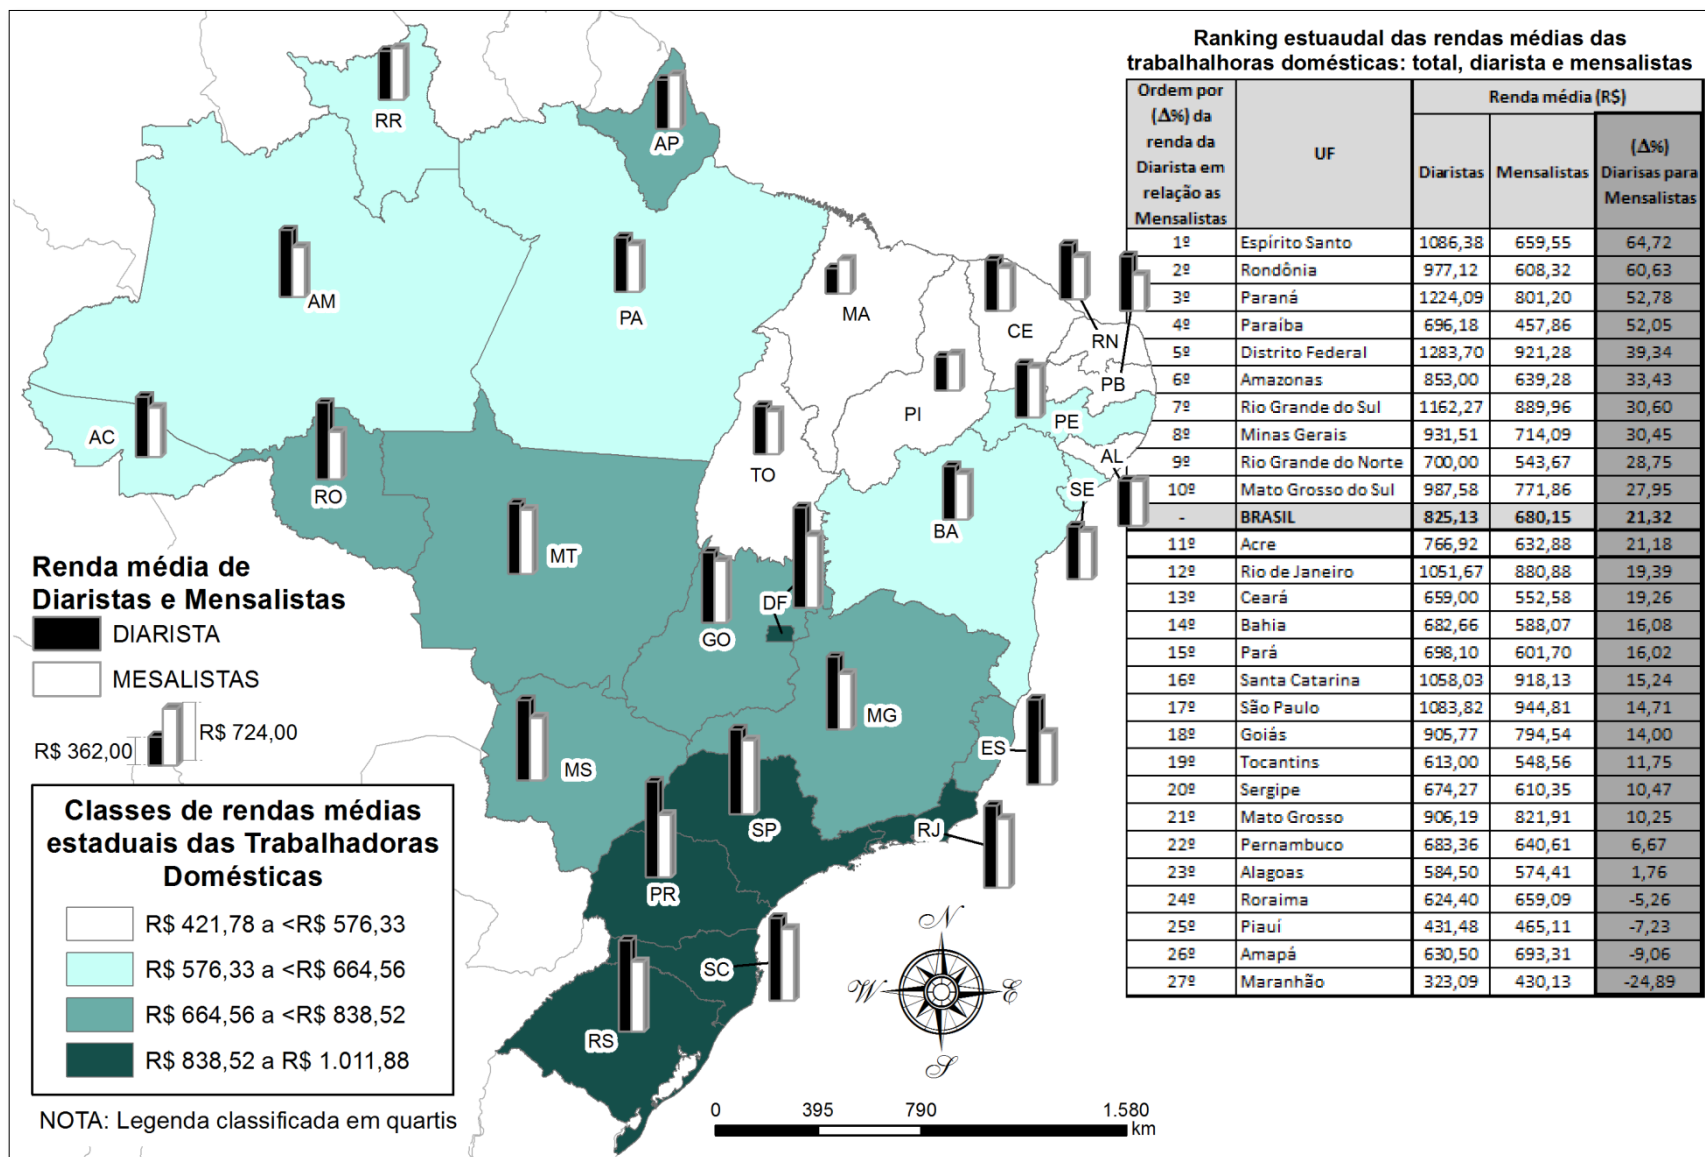 Ranking estuaudal das rendas médias das
trabalhalhoras domésticas: total, diarista e mensalistas
Ordem por
(Δ%) da
renda da
Diarista em
relação as
Mensalistas
UF
Renda média (R$)
Diaristas
Mensalistas
(Δ%)
Diarisas para
Mensalistas
1º Espírito Santo 1086,38 659,55 64,72
2º Rondônia 977,12 608,32 60,63
3º Paraná 1224,09 801,20 52,78
4º Paraíba 696,18 457,86 52,05
5º Distrito Federal 1283,70 921,28 39,34
6º Amazonas 853,00 639,28 33,43
7º Rio Grande do Sul 1162,27 889,96 30,60
8º Minas Gerais 931,51 714,09 30,45
9º Rio Grande do Norte 700,00 543,67 28,75
10º Mato Grosso do Sul 987,58 771,86 27,95
- BRASIL 825,13 680,15 21,32
11º Acre 766,92 632,88 21,18
12º Rio de Janeiro 1051,67 880,88 19,39
13º Ceará 659,00 552,58 19,26
14º Bahia 682,66 588,07 16,08
15º Pará 698,10 601,70 16,02
16º Santa Catarina 1058,03 918,13 15,24
17º São Paulo 1083,82 944,81 14,71
18º Goiás 905,77 794,54 14,00
19º Tocantins 613,00 548,56 11,75
20º Sergipe 674,27 610,35 10,47
21º Mato Grosso 906,19 821,91 10,25
22º Pernambuco 683,36 640,61 6,67
23º Alagoas 584,50 574,41 1,76
24º Roraima 624,40 659,09 -5,26
25º Piauí 431,48 465,11 -7,23
26º Amapá 630,50 693,31 -9,06
27º Maranhão 323,09 430,13 -24,89
RR
AP
AM
PA
MA
CE
RN
PB
PI
PE
AC
TO
AL
SE
RO
BA
MT
DF
GO
MG
ES
MS
SP
RJ
PR
SC
RS
Renda média de
Diaristas e Mensalistas
DIARISTA
MESALISTAS
R$ 724,00
R$ 362,00
Classes de rendas médias
estaduais das Trabalhadoras
Domésticas
R$ 421,78 a <R$ 576,33
R$ 576,33 a <R$ 664,56
R$ 664,56 a <R$ 838,52
R$ 838,52 a R$ 1.011,88
NOTA: Legenda classificada em quartis
N
W
E
S
0 395 790 1.580
km